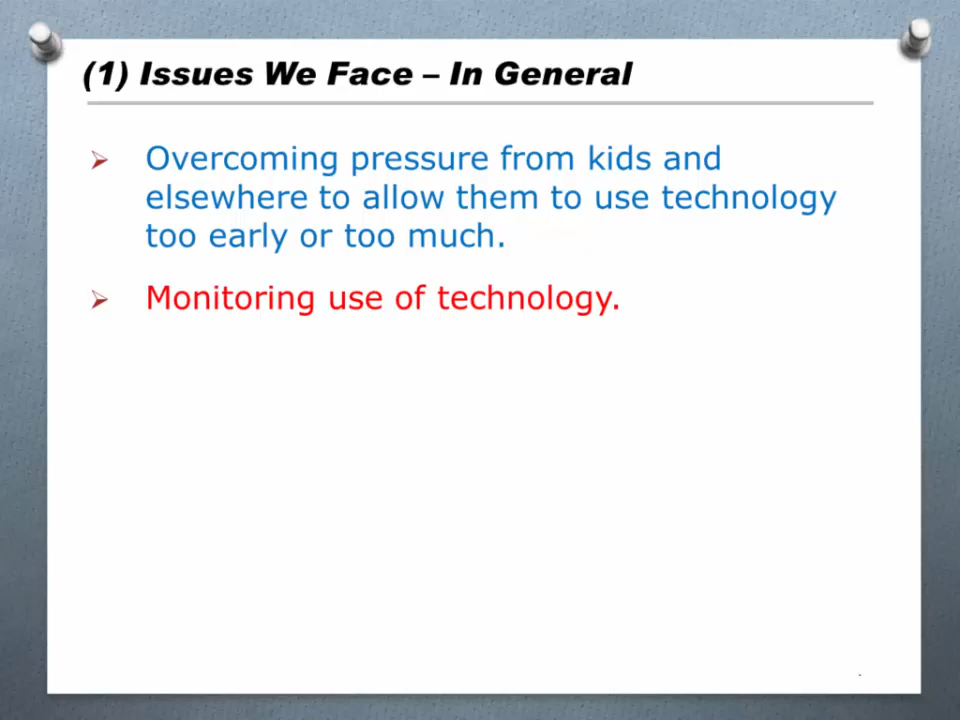 (1) Issues We Face – In General
Overcoming pressure from kids and
elsewhere to allow them to use technology
too early or too much.
Monitoring use of technology.